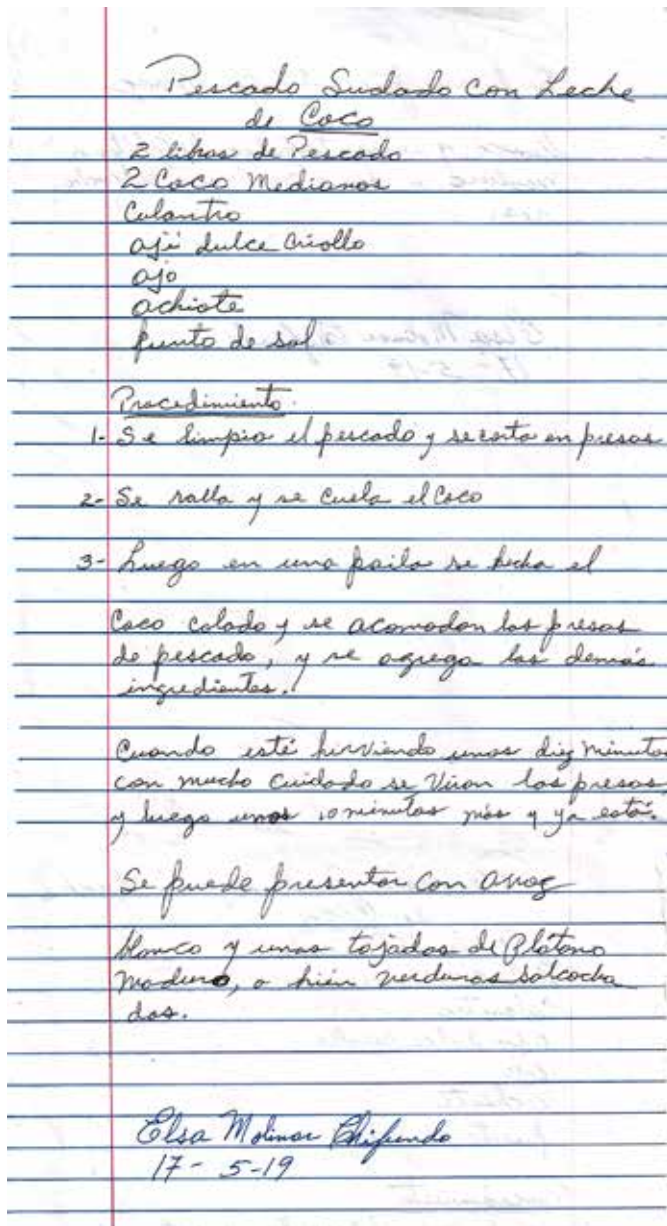 Pescado Sudado con Leche
de Coco
2 libras de Pescado
2 Coco Medianos
Culantro
ají dulce criollo
ajo
achiote
punto de sal
Procedimiento.
1- Se limpia el pescado y se corta en presas
2- Se ralla y se cuela el Coco
3- Luego en una paila se hecha el
Coco colado y se acomodan las presas
de pescado, y se agrega las demás
ingredientes.
Cuando esté hirviendo unos diez minutos
con mucho cuidado se viran las presas,
y luego unos 10 minutos más y ya está.
Se puede presentar con arroz
blanco y unas tajadas de Plátano
maduro, o bién verduras salcocha
das.
Elsa Molinar
17-5-19